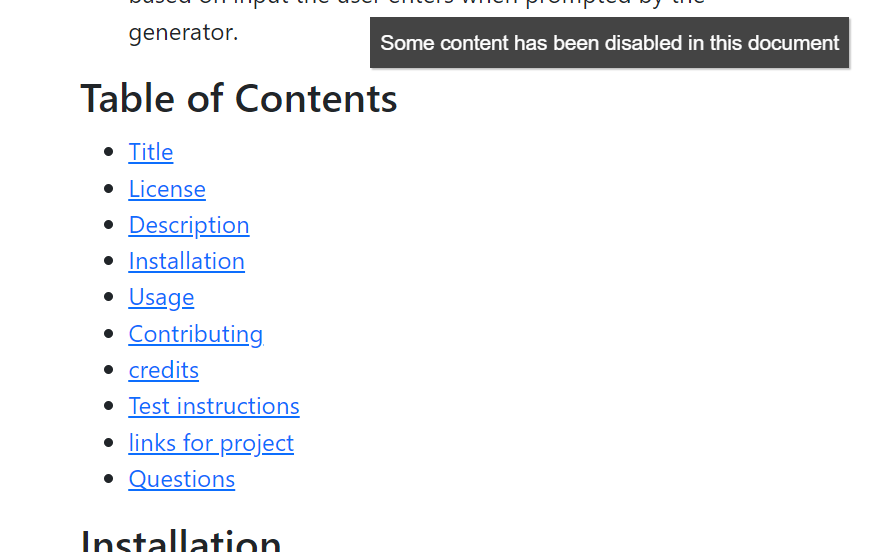 based on input the user enters when prompted by the
generator.
Some content has been disabled in this document
Table of Contents
Title
License
Description
Installation
Usage
Contributing
credits
Test instructions
links for project
Questions
Installation